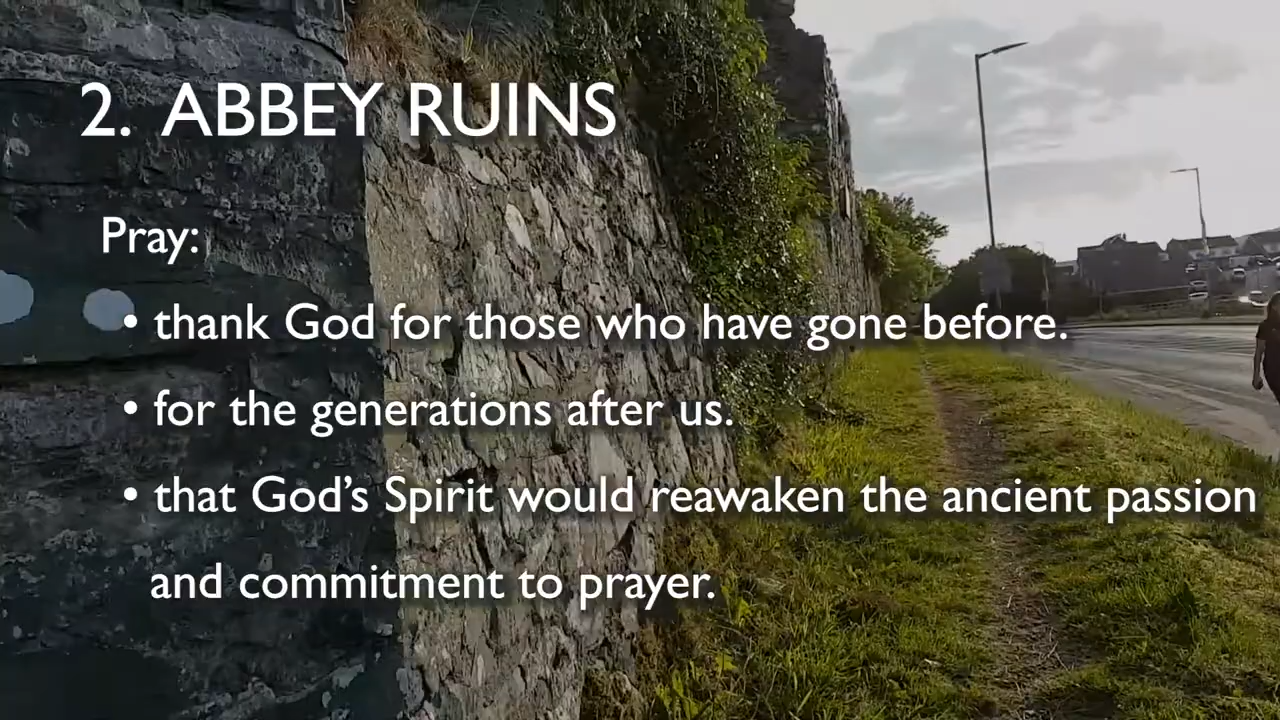 2. ABBEY RUINS
Pray:
• thank God for those who have gone before.
• for the generations after us.
• that God’s Spirit would reawaken the ancient passion
and commitment to prayer.